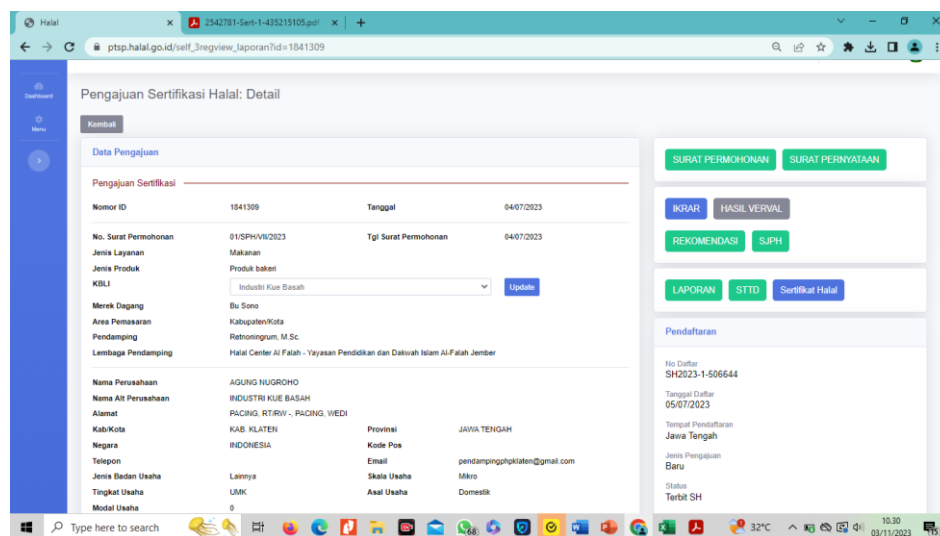 Halal
2542781-Sert-1-435215105.pdf
ptsp.halal.go.id/self_3regview_laporan?id=1841309
Dashboard
Menu
Pengajuan Sertifikasi Halal: Detail
Kembali
Data Pengajuan
Pengajuan Sertifikasi
Nomor ID 1841309 Tanggal 04/07/2023
No. Surat Permohonan 01/SPH/VII/2023 Tgl Surat Permohonan 04/07/2023
Jenis Layanan Makanan
Jenis Produk Produk bakeri
KBLI Industri Kue Basah Update
Merek Dagang Bu Sono
Area Pemasaran Kabupaten/Kota
Pendamping Retnoningrum, M.Sc.
Lembaga Pendamping Halal Center Al Falah - Yayasan Pendidikan dan Dakwah Islam Al-Falah Jember
Nama Perusahaan AGUNG NUGROHO
Nama Alt Perusahaan INDUSTRI KUE BASAH
Alamat PACING, RT/RW -, PACING, WEDI
Kab/Kota KAB. KLATEN Provinsi JAWA TENGAH
Negara INDONESIA Kode Pos
Telepon Email pendampingphpklaten@gmail.com
Jenis Badan Usaha Lainnya Skala Usaha Mikro
Tingkat Usaha UMK Asal Usaha Domestik
Modal Usaha 0
SURAT PERMOHONAN SURAT PERNYATAAN
IKRAR HASIL VERVAL
REKOMENDASI SJPH
LAPORAN STTD Sertifikat Halal
Pendaftaran
No Daftar
SH2023-1-506644
Tanggal Daftar
05/07/2023
Tempat Pendaftaran
Jawa Tengah
Jenis Pengajuan
Baru
Status
Terbit SH
Type here to search
68
32°C
10.30
03/11/2023
15